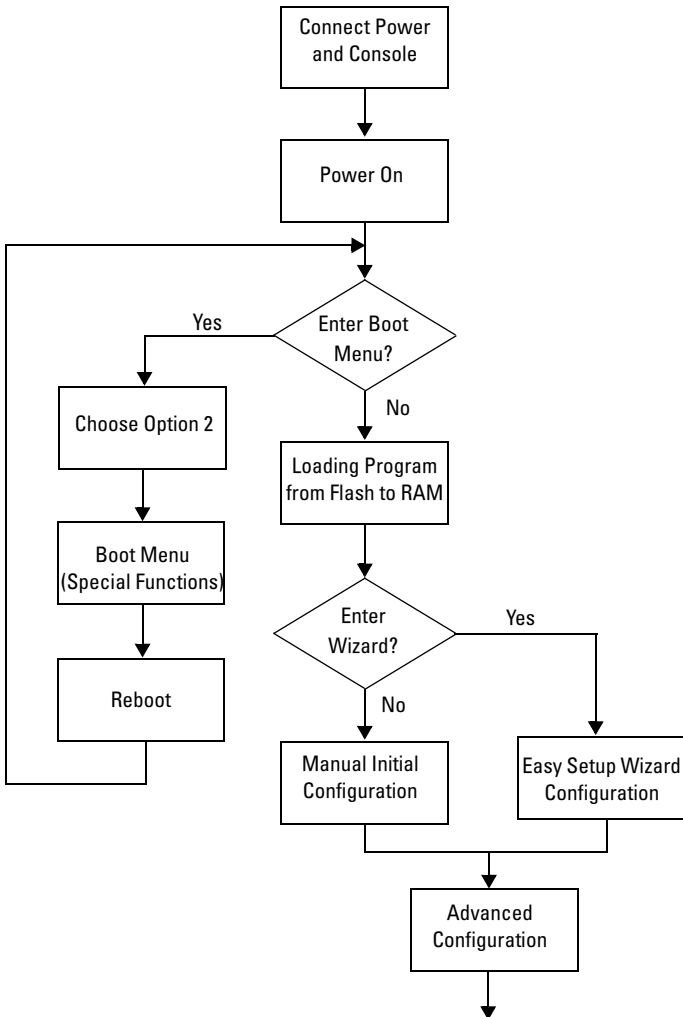 Connect Power
and Console
Power On
Enter Boot
Menu?
Yes
No
Choose Option 2
Loading Program
from Flash to RAM
Boot Menu
(Special Functions)
Enter
Wizard?
Yes
No
Reboot
Manual Initial
Configuration
Easy Setup Wizard
Configuration
Advanced
Configuration